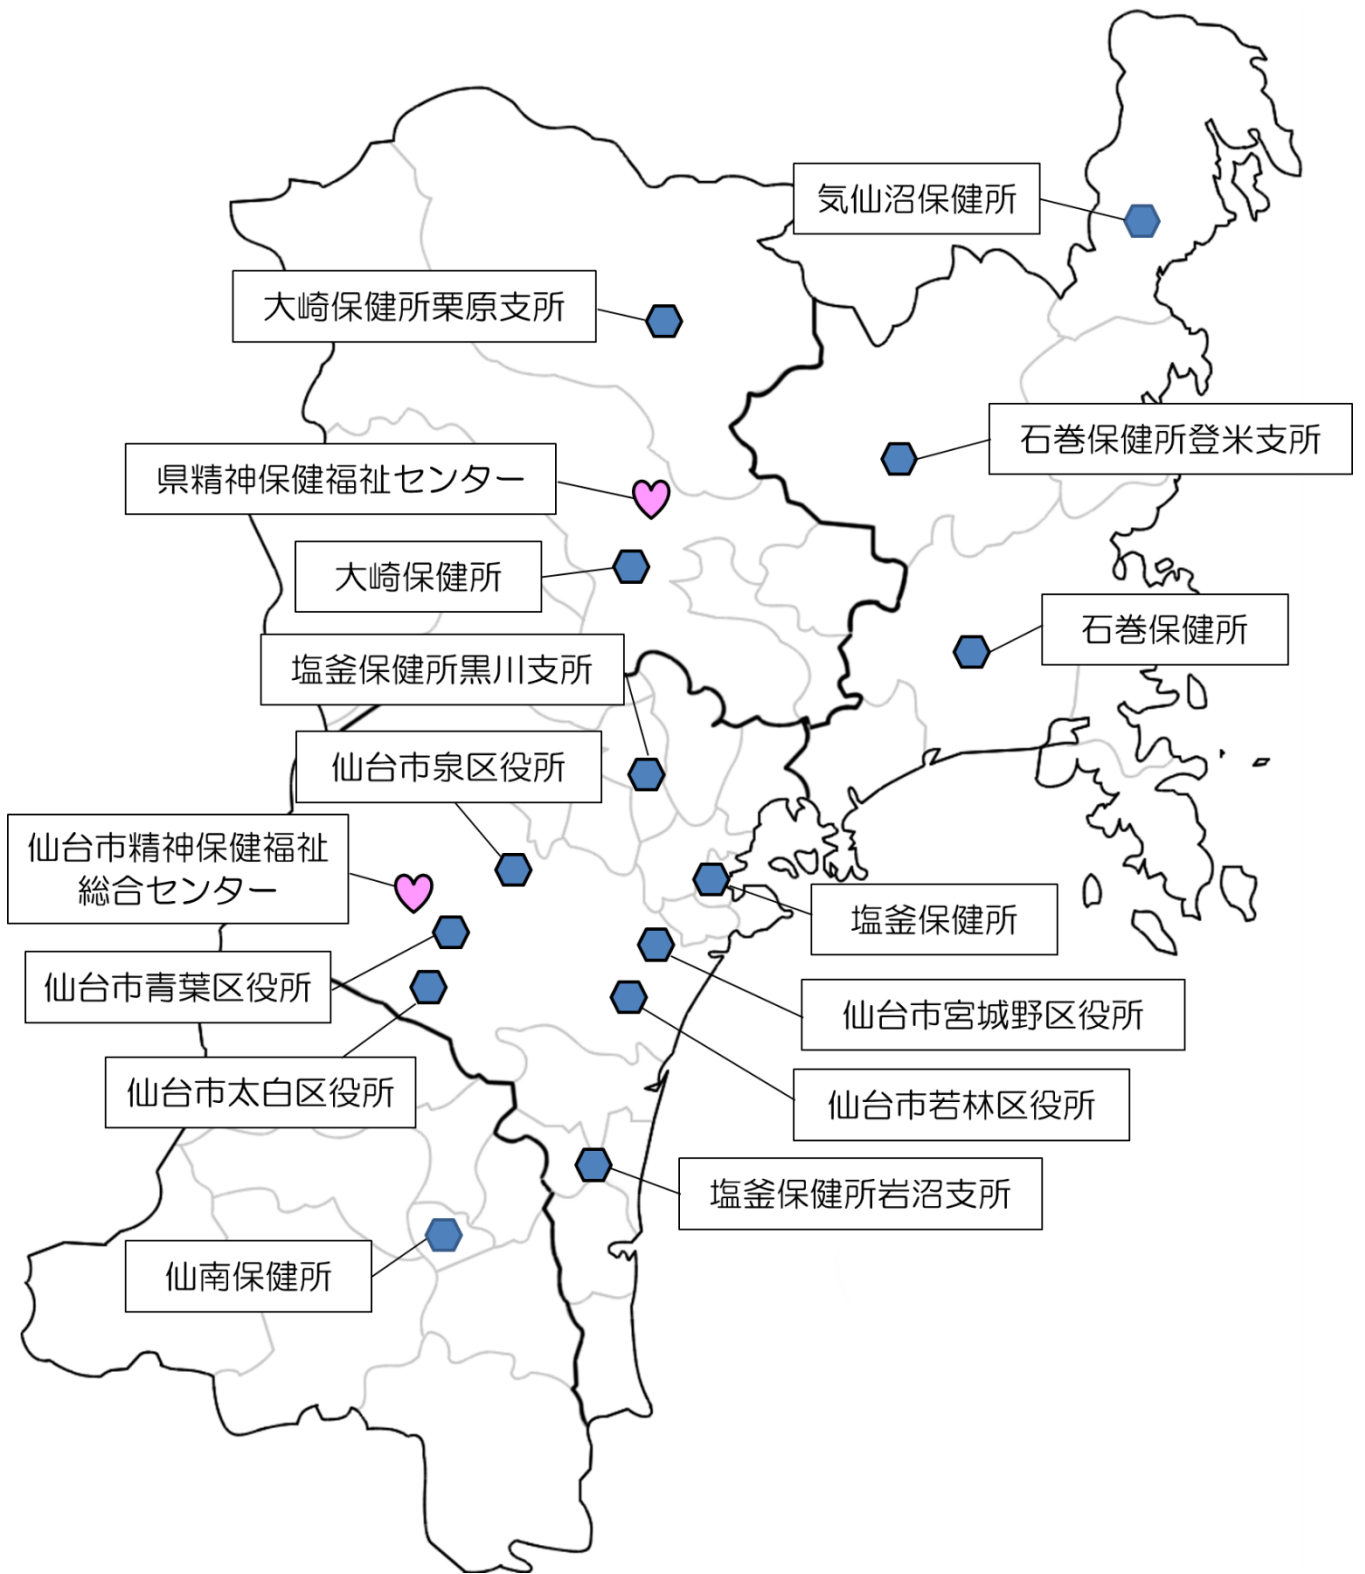 気仙沼保健所
大崎保健所栗原支所
石巻保健所登米支所
県精神保健福祉センター
大崎保健所
石巻保健所
塩釜保健所黒川支所
仙台市泉区役所
仙台市精神保健福祉
総合センター
塩釜保健所
仙台市青葉区役所
仙台市宮城野区役所
仙台市太白区役所
仙台市若林区役所
塩釜保健所岩沼支所
仙南保健所